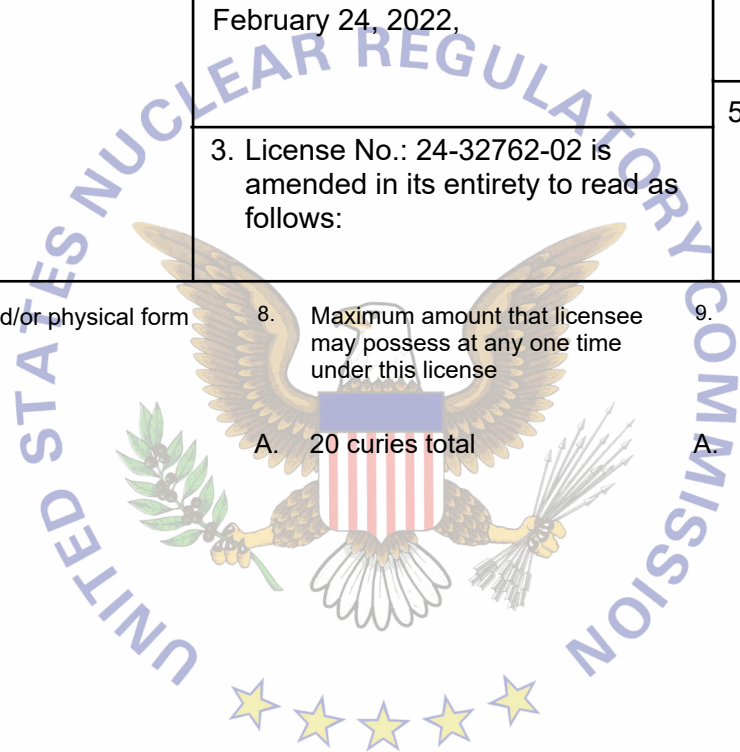 February 24, 2022,
5
3. License No.: 24-32762-02 is
amended in its entirety to read as
follows:
d/or physical form
8. Maximum amount that licensee
may possess at any one time
under this license
9.
A. 20 curies total
A.
UNITED STATES NUCLEAR REGULATORY COMMISSION